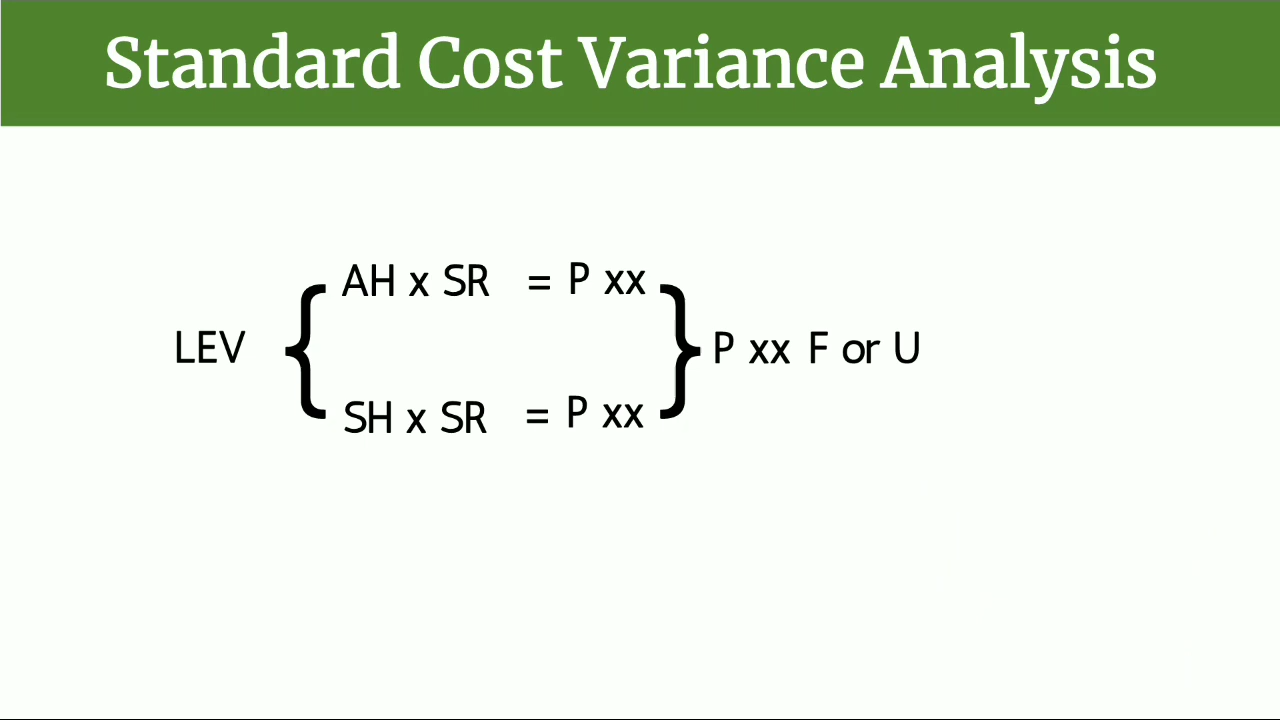 Standard Cost Variance Analysis
AH x SR = P xx
LEV { } P xx F or U
SH x SR = P xx